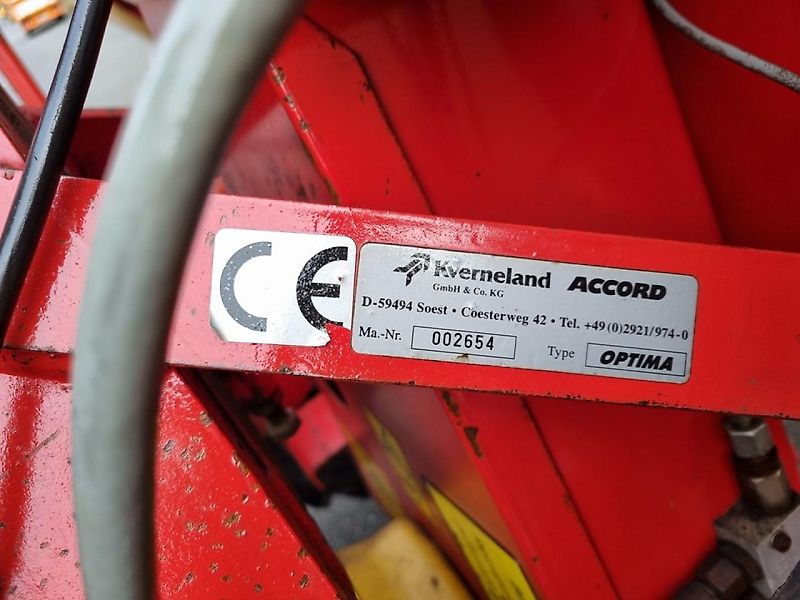 CE
Kverneland ACCORD
GmbH & Co. KG
D-59494 Soest • Coesterweg 42 • Tel. +49(0)2921/974-0
Ma.-Nr. 002654 Type OPTIMA